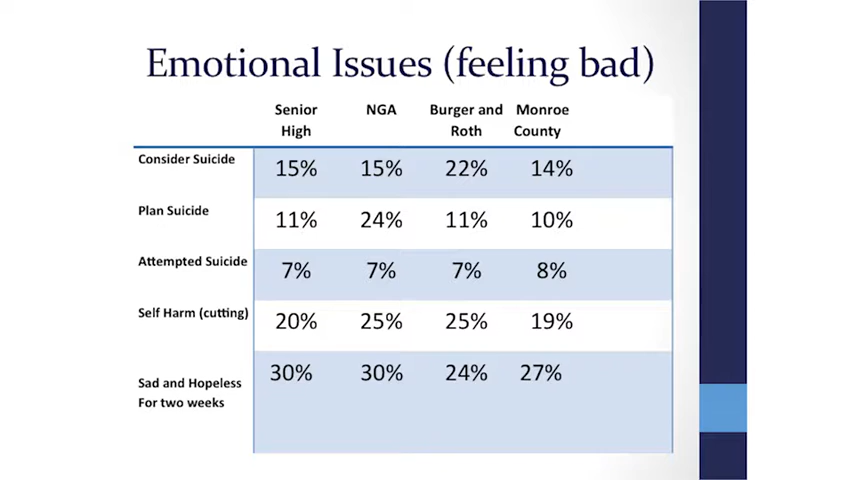 Emotional Issues (feeling bad)
Senior High NGA Burger and Roth Monroe County
Consider Suicide 15% 15% 22% 14%
Plan Suicide 11% 24% 11% 10%
Attempted Suicide 7% 7% 7% 8%
Self Harm (cutting) 20% 25% 25% 19%
Sad and Hopeless For two weeks 30% 30% 24% 27%